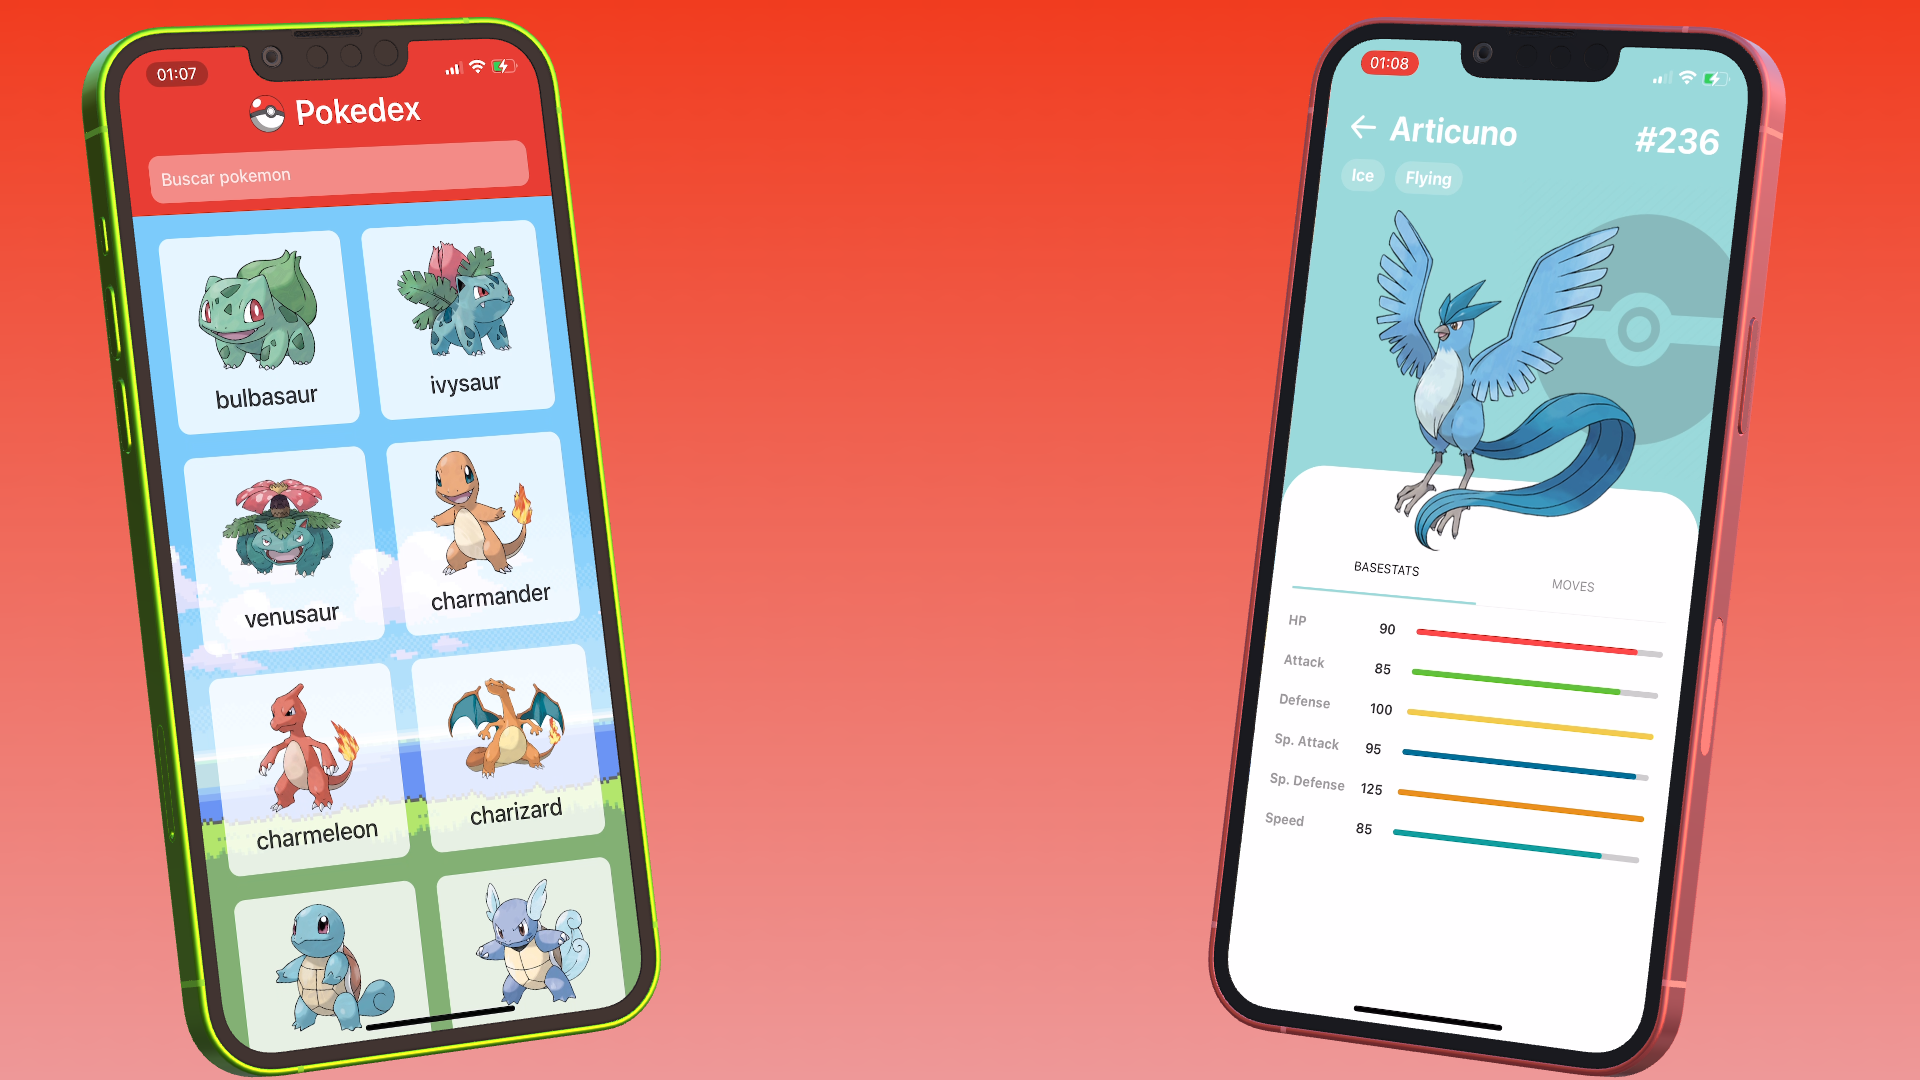 01:07
Pokedex
Buscar pokemon
bulbasaur
ivysaur
venusaur
charmander
charmeleon
charizard
01:08
Articuno
#236
Ice
Flying
BASESTATS
MOVES
HP 90
Attack 85
Defense 100
Sp. Attack 95
Sp. Defense 125
Speed 85